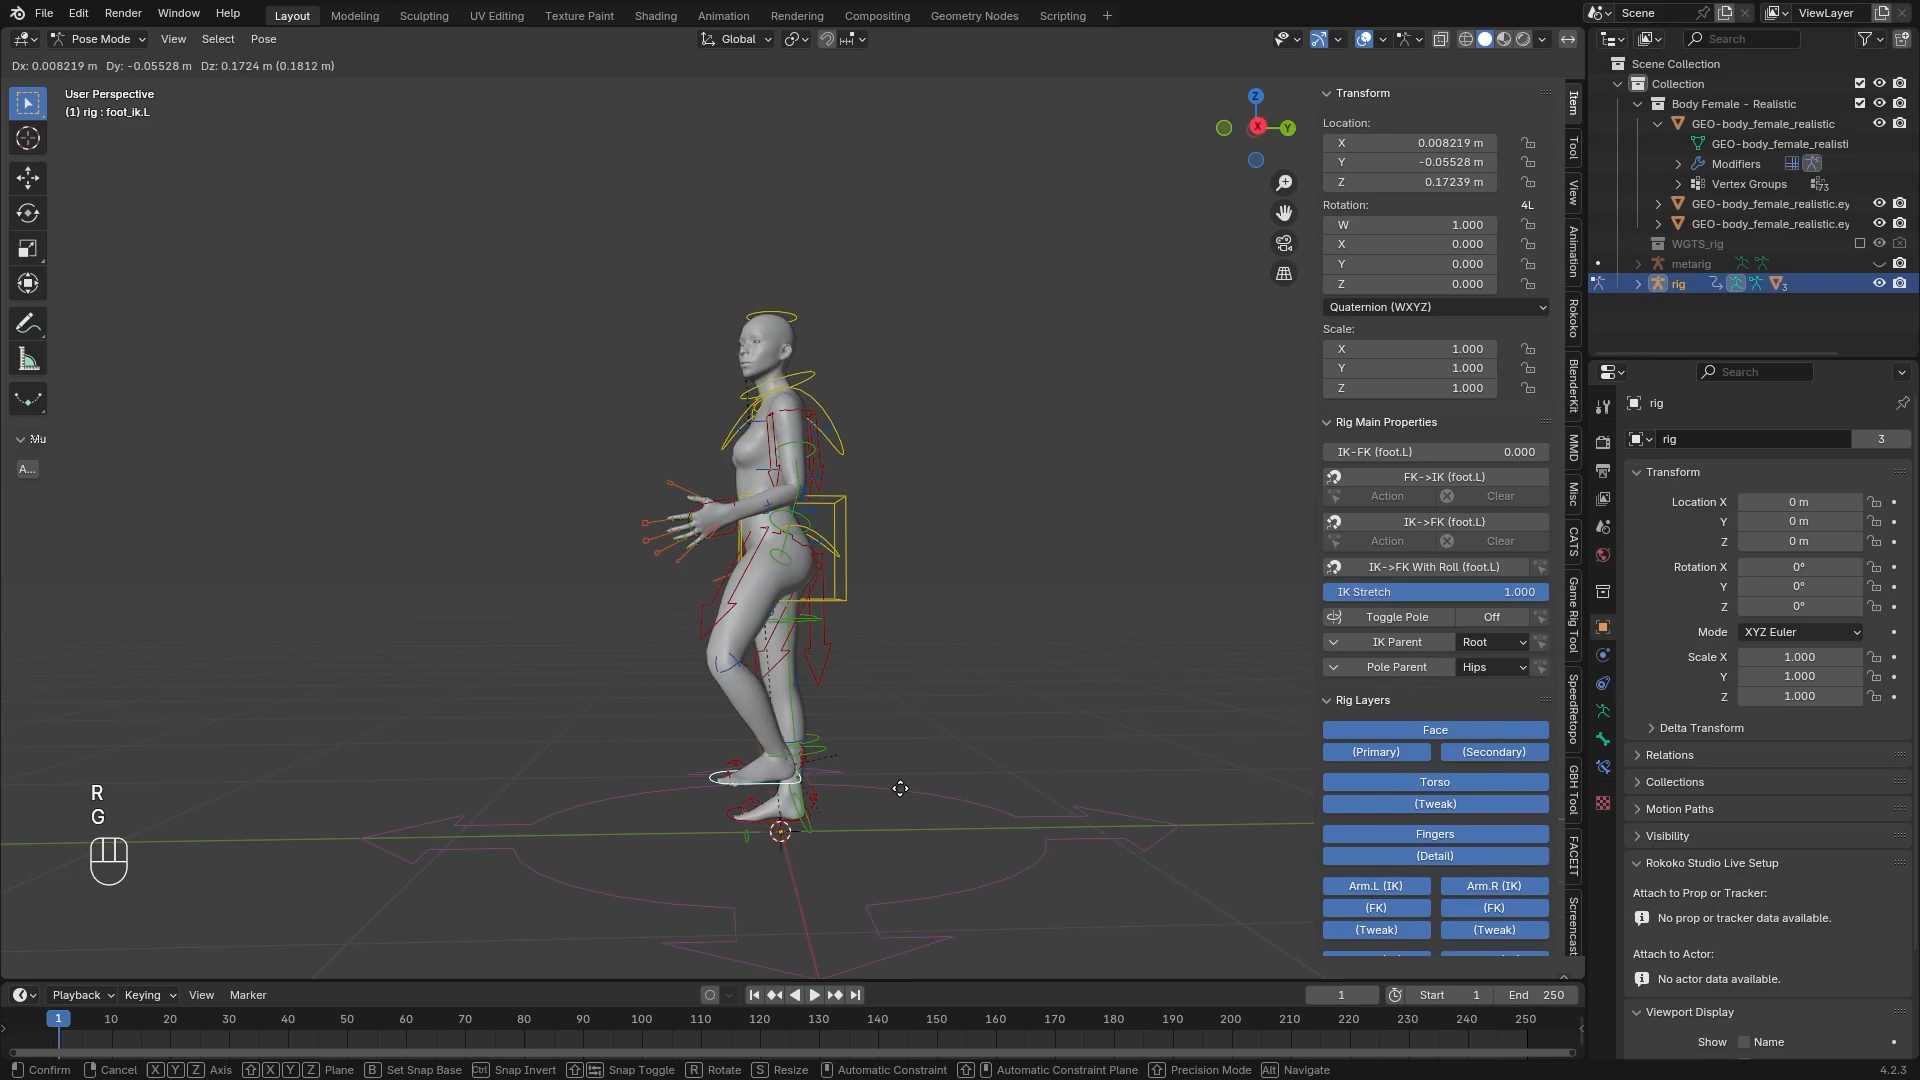 File Edit Render Window Help Layout Modeling Sculpting UV Editing Texture Paint Shading Animation Rendering Compositing Geometry Nodes Scripting + Scene ViewLayer
Pose Mode View Select Pose Global Search
Dx: 0.008219 m Dy: -0.05528 m Dz: 0.1724 m (0.1812 m)
User Perspective
(1) rig : foot_ik.L
Mu
A...
R
G
Z
X
Y
Transform
Location:
X 0.008219 m
Y -0.05528 m
Z 0.17239 m
Rotation: 4L
W 1.000
X 0.000
Y 0.000
Z 0.000
Quaternion (WXYZ)
Scale:
X 1.000
Y 1.000
Z 1.000
Rig Main Properties
IK-FK (foot.L) 0.000
FK->IK (foot.L)
Action Clear
IK->FK (foot.L)
Action Clear
IK->FK With Roll (foot.L)
IK Stretch 1.000
Toggle Pole Off
IK Parent Root
Pole Parent Hips
Rig Layers
Face
(Primary) (Secondary)
Torso
(Tweak)
Fingers
(Detail)
Arm.L (IK) Arm.R (IK)
(FK) (FK)
(Tweak) (Tweak)
Item
Tool
View
Animation
Rokoko
BlenderKit
MMD
Misc
CATS
Game Rig Tool
SpeedRetopo
GBH Tool
FACEIT
Screencast
Scene Collection
Collection
Body Female - Realistic
GEO-body_female_realistic
GEO-body_female_realisti
Modifiers
Vertex Groups 73
GEO-body_female_realistic.ey
GEO-body_female_realistic.ey
WGTS_rig
metarig
rig 3
Search
rig
rig 3
Transform
Location X 0 m
Y 0 m
Z 0 m
Rotation X 0°
Y 0°
Z 0°
Mode XYZ Euler
Scale X 1.000
Y 1.000
Z 1.000
Delta Transform
Relations
Collections
Motion Paths
Visibility
Rokoko Studio Live Setup
Attach to Prop or Tracker:
No prop or tracker data available.
Attach to Actor:
No actor data available.
Viewport Display
Show Name
Playback Keying View Marker 1 Start 1 End 250
1 10 20 30 40 50 60 70 80 90 100 110 120 130 140 150 160 170 180 190 200 210 220 230 240 250
Confirm Cancel X Y Z Axis X Y Z Plane B Set Snap Base Ctrl Snap Invert Snap Toggle R Rotate S Resize Automatic Constraint Automatic Constraint Plane Precision Mode Alt Navigate 4.2.3